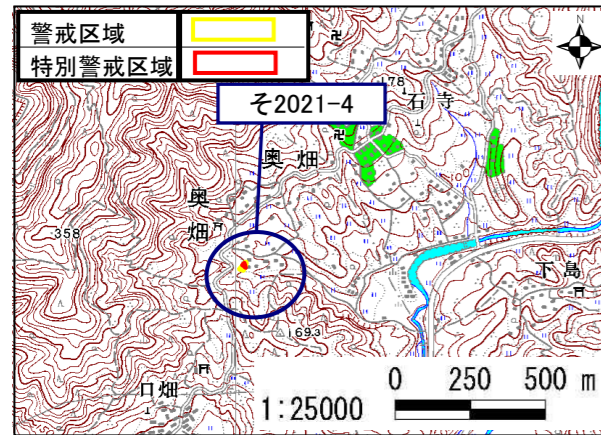 警戒区域
特別警戒区域
N
そ2021-4
178
石寺
奥畑
奥畑
358
下島
169.3
口畑
0 250 500 m
1:25000